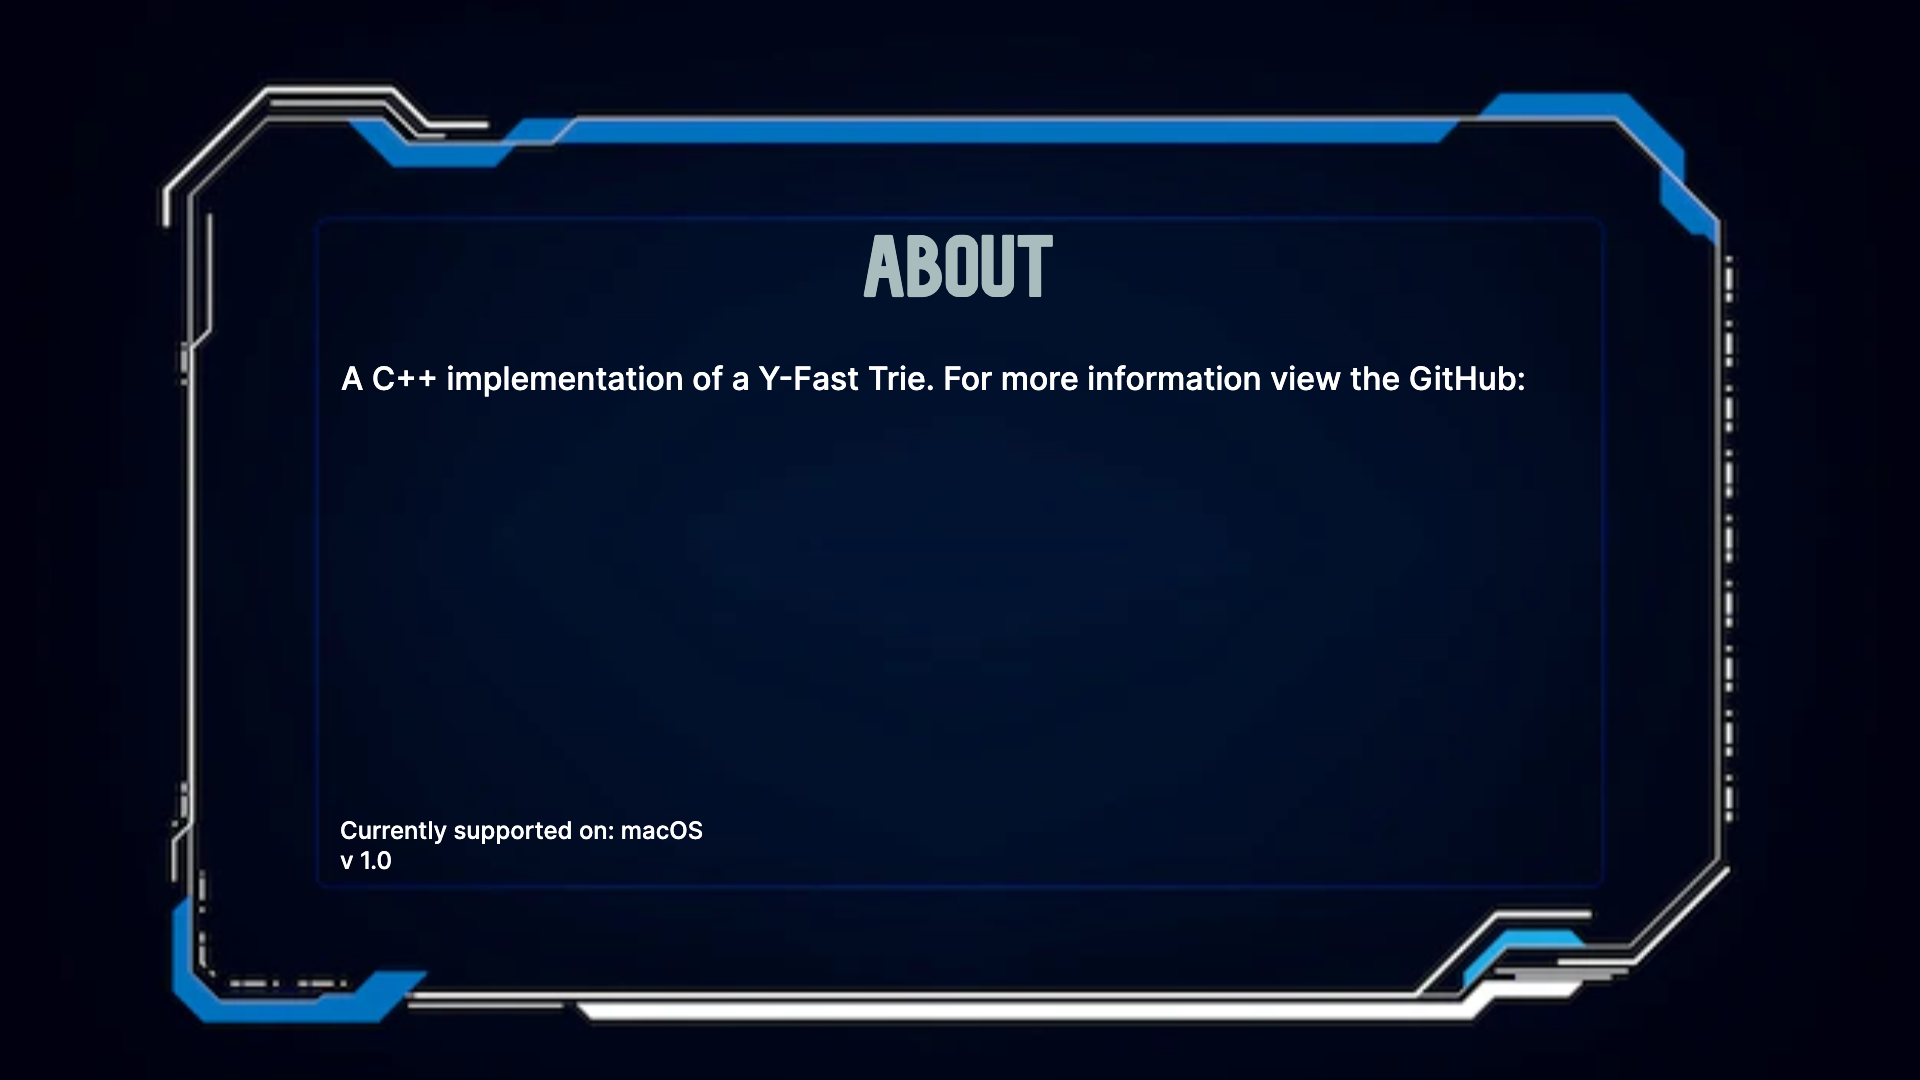 ABOUT
A C++ implementation of a Y-Fast Trie. For more information view the GitHub:
Currently supported on: macOS
v 1.0